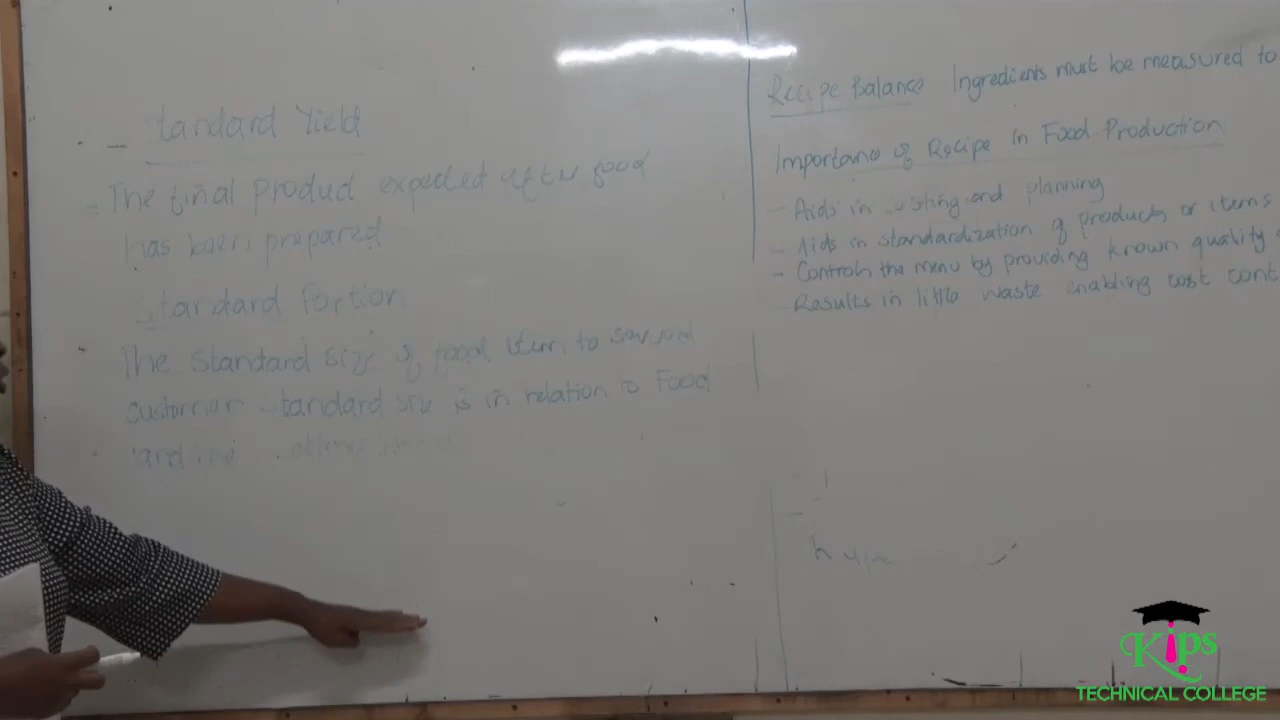 Standard Yield
The final Product expected after food
has been prepared
Standard Portion
The standard size of food item to
customer standard size is in relation to Food
Recipe Balance Ingredients must be measured to
Importance of Recipe in Food Production
- Aids in costing and planning
- Aids in standardization of products or items
- Controls the menu by providing known quality
Results in little waste enabling cost cont
Kips
TECHNICAL COLLEGE